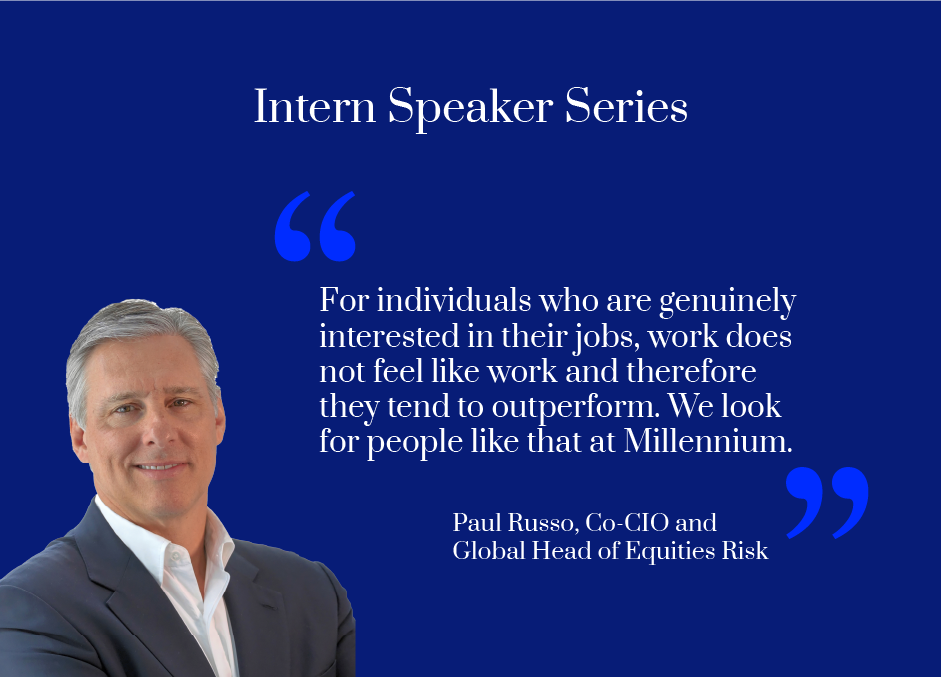 Intern Speaker Series
“
For individuals who are genuinely
interested in their jobs, work does
not feel like work and therefore
they tend to outperform. We look
for people like that at Millennium.
”
Paul Russo, Co-CIO and
Global Head of Equities Risk